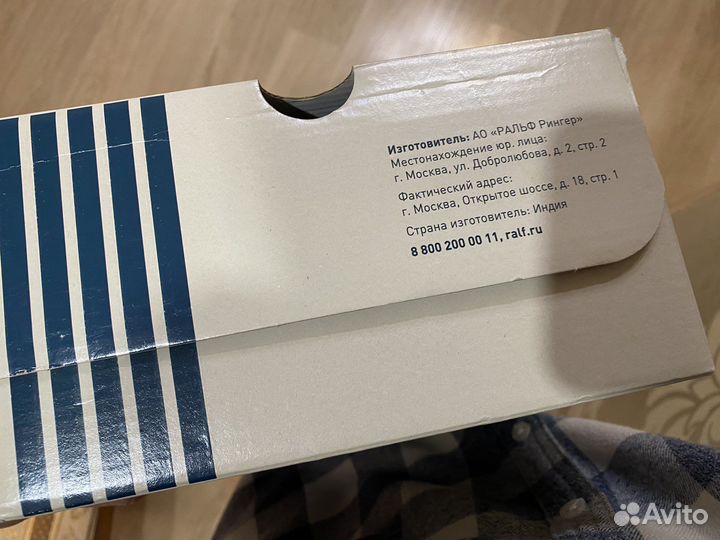 Изготовитель: АО «РАЛЬФ Рингер»
Местонахождение юр. лица:
г. Москва, ул. Добролюбова, д. 2, стр. 2
Фактический адрес:
г. Москва, Открытое шоссе, д. 18, стр. 1
Страна изготовитель: Индия
8 800 200 00 11, ralf.ru
Avito